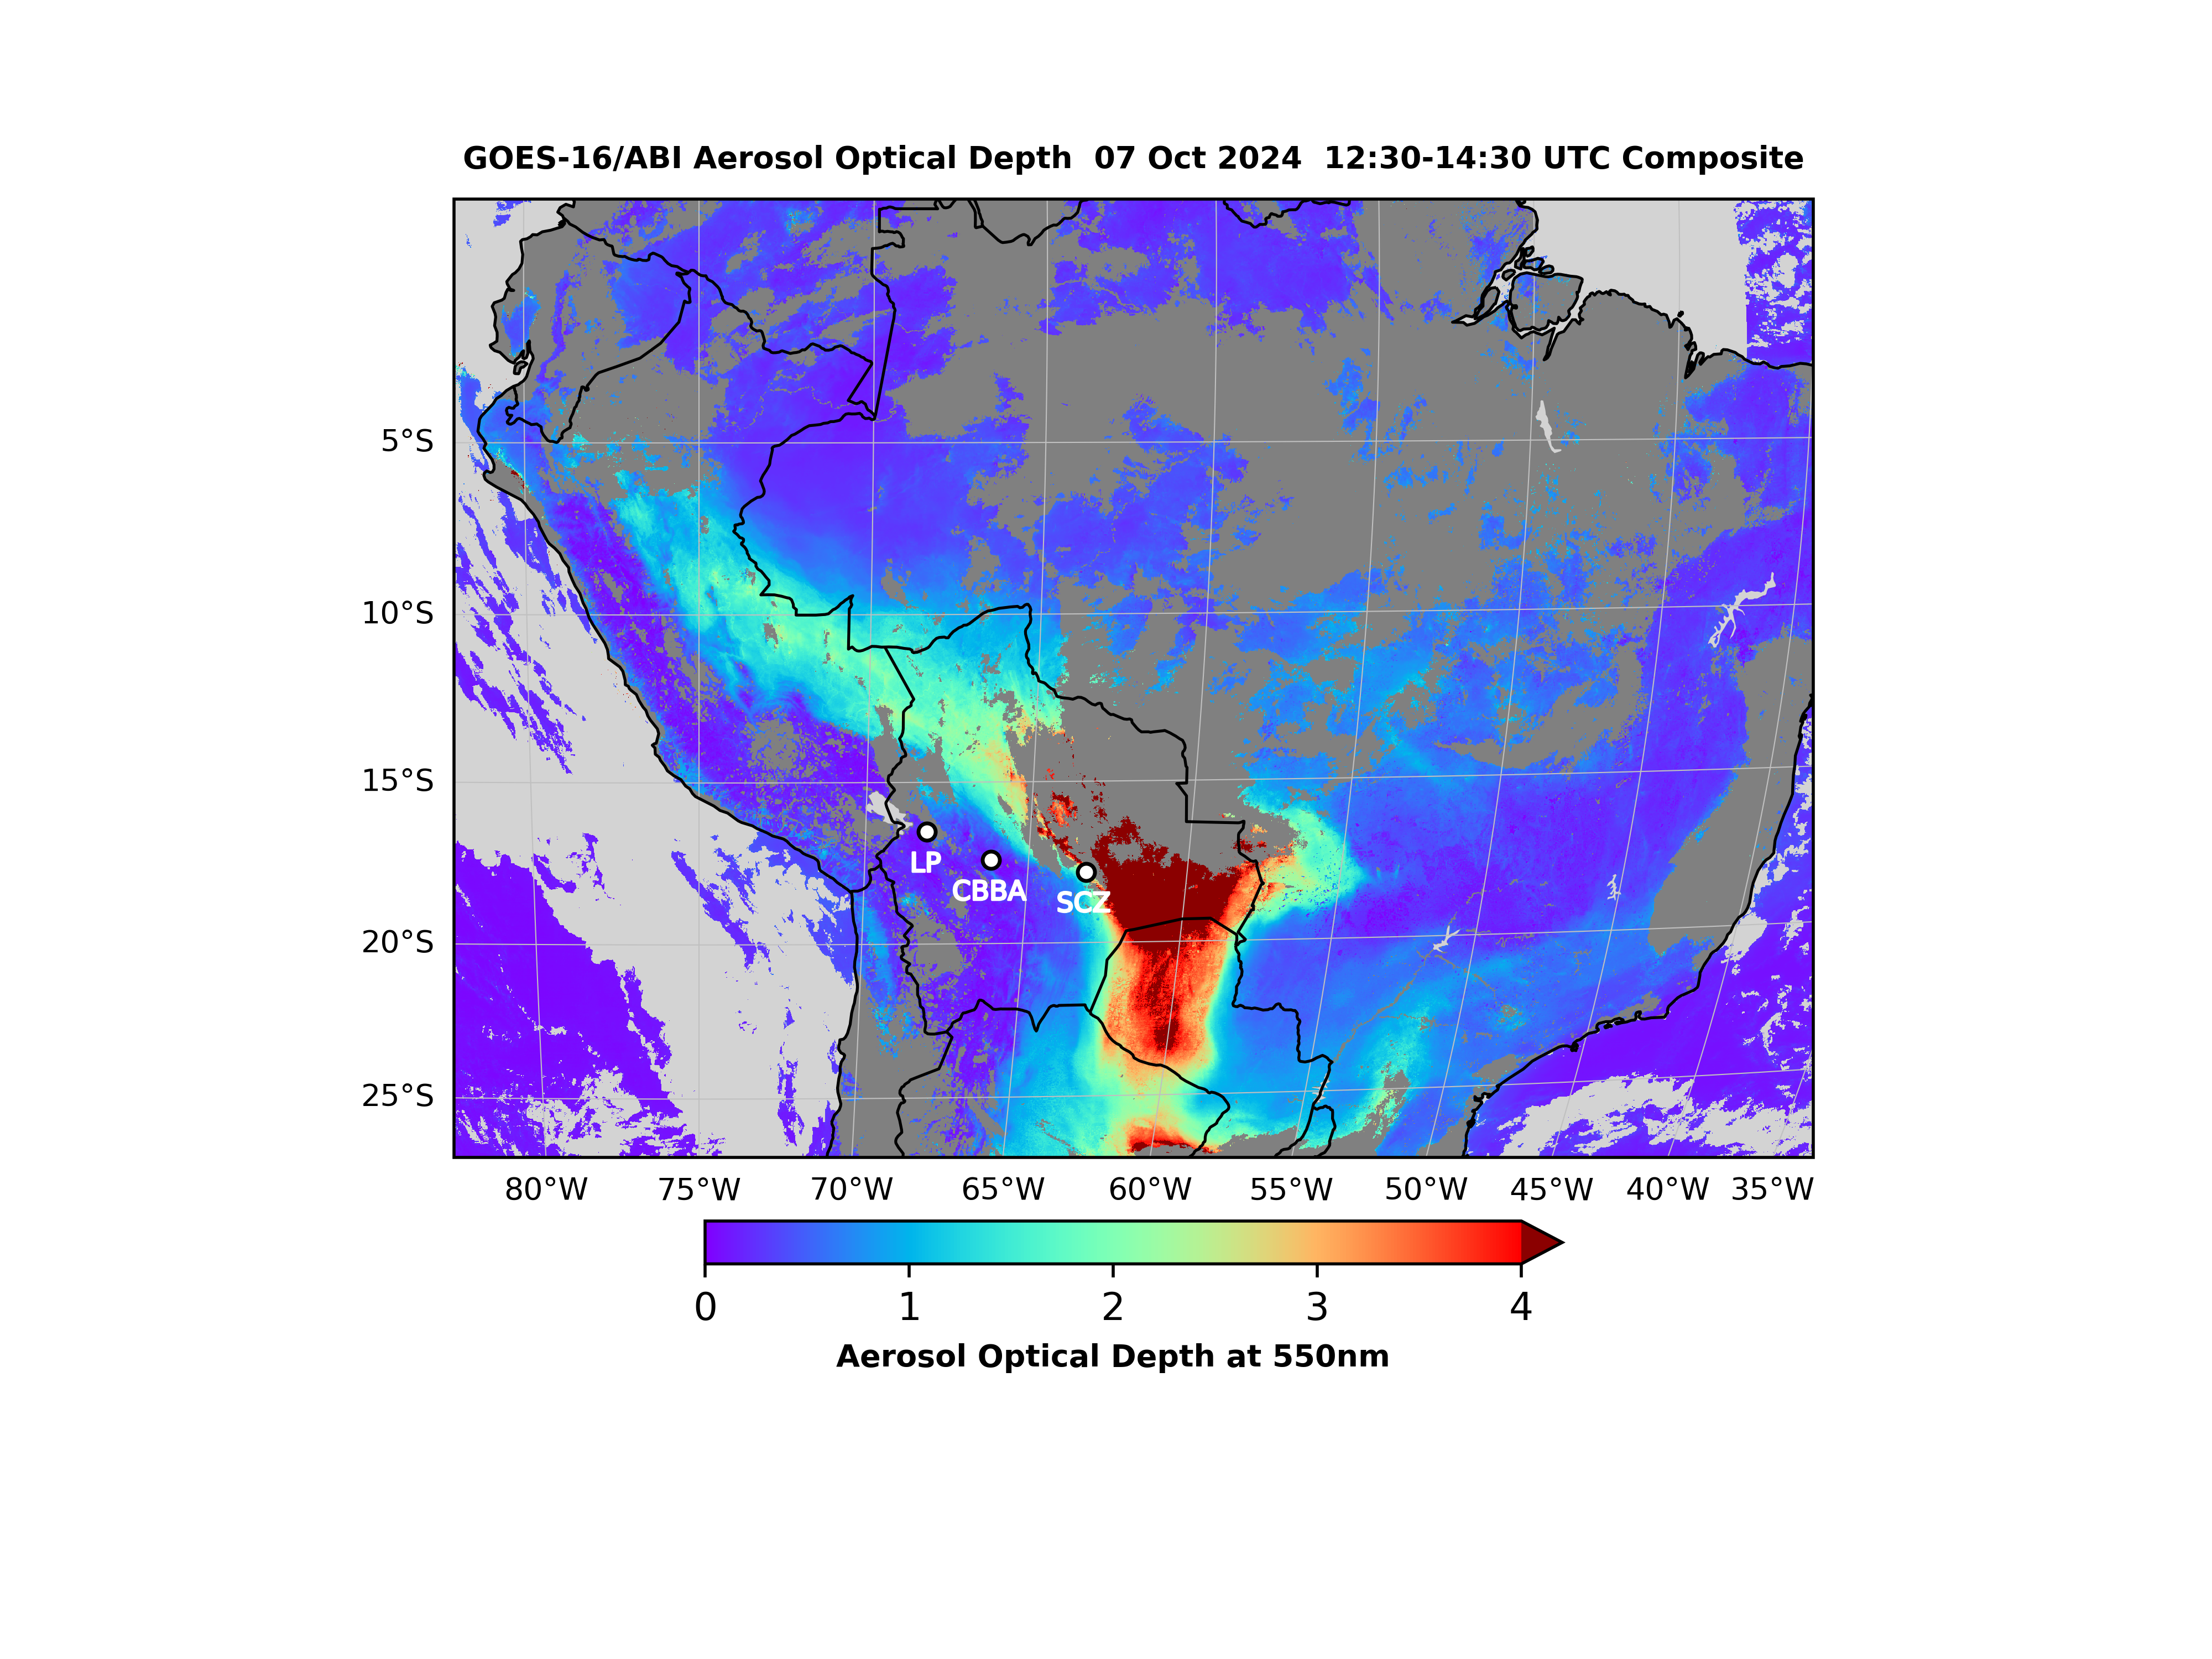 GOES-16/ABI Aerosol Optical Depth  07 Oct 2024  12:30-14:30 UTC Composite
5°S
10°S
15°S
LP
CBBA
SCZ
20°S
25°S
80°W 75°W 70°W 65°W 60°W 55°W 50°W 45°W 40°W 35°W
0 1 2 3 4
Aerosol Optical Depth at 550nm